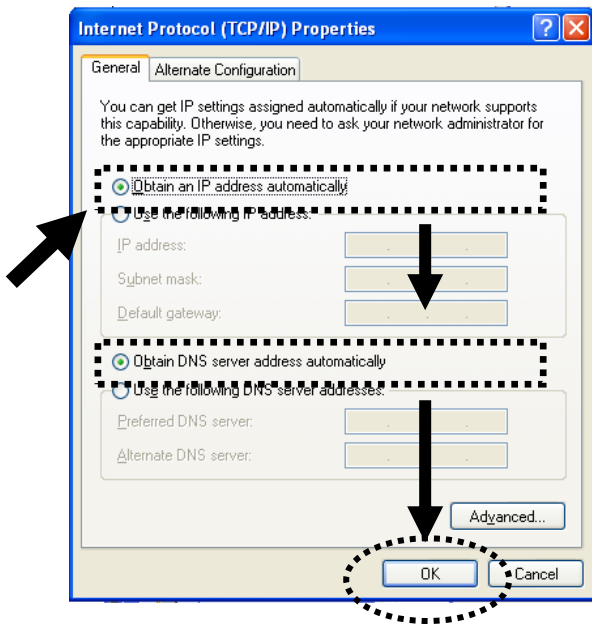 Internet Protocol (TCP/IP) Properties
General
Alternate Configuration
You can get IP settings assigned automatically if your network supports
this capability. Otherwise, you need to ask your network administrator for
the appropriate IP settings.
Obtain an IP address automatically
Use the following IP address:
IP address:
Subnet mask:
Default gateway:
Obtain DNS server address automatically
Use the following DNS server addresses:
Preferred DNS server:
Alternate DNS server:
Advanced...
OK
Cancel